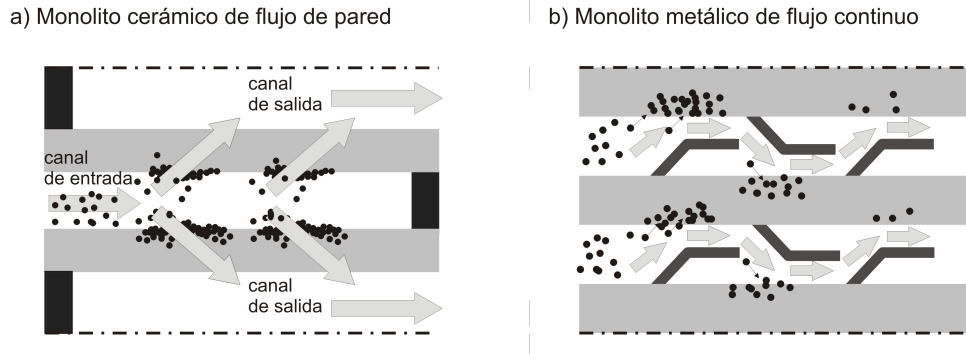 a) Monolito cerámico de flujo de pared
canal
de salida
canal
de entrada
canal
de salida
b) Monolito metálico de flujo continuo